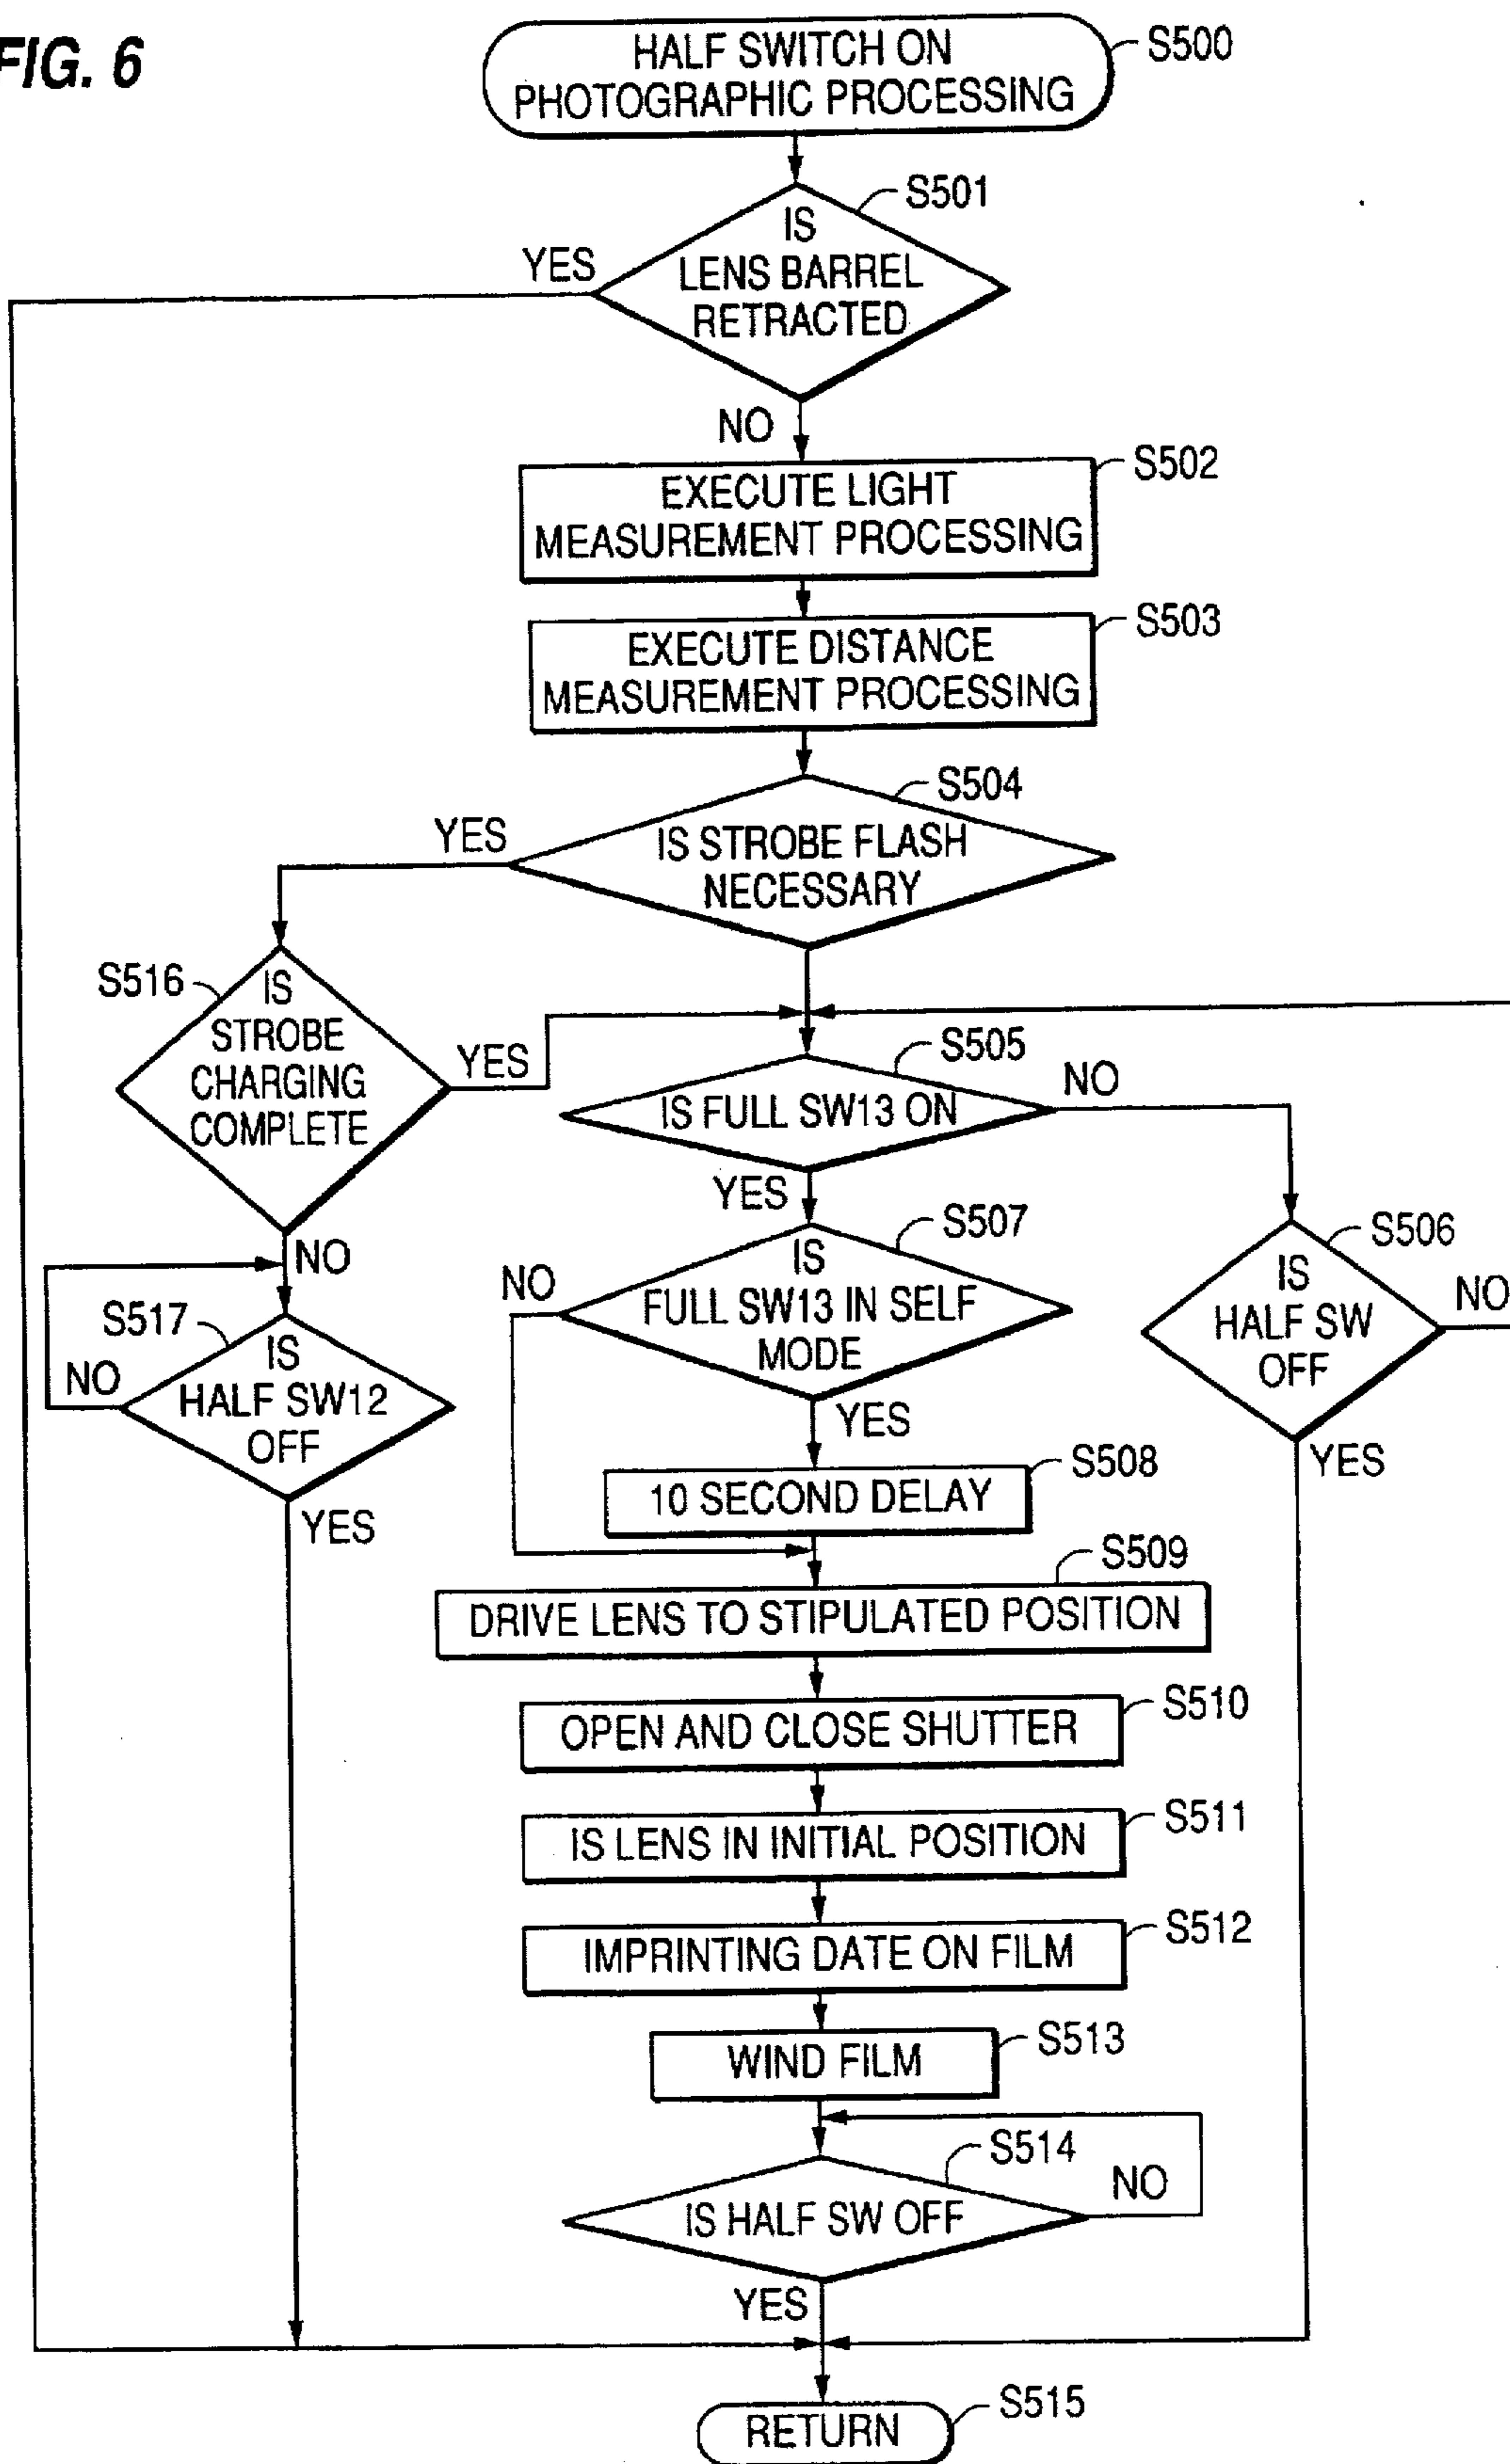 FIG. 6
HALF SWITCH ON
PHOTOGRAPHIC PROCESSING
S500
S501
IS
LENS BARREL
RETRACTED
YES
NO
S502
EXECUTE LIGHT
MEASUREMENT PROCESSING
S503
EXECUTE DISTANCE
MEASUREMENT PROCESSING
S504
YES
IS STROBE FLASH
NECESSARY
S516
IS
STROBE
CHARGING
COMPLETE
YES
NO
S505
IS FULL SW13 ON
NO
YES
S507
IS
FULL SW13 IN SELF
MODE
NO
YES
S506
IS
HALF SW
OFF
NO
YES
S517
IS
HALF SW12
OFF
NO
YES
S508
10 SECOND DELAY
S509
DRIVE LENS TO STIPULATED POSITION
S510
OPEN AND CLOSE SHUTTER
S511
IS LENS IN INITIAL POSITION
S512
IMPRINTING DATE ON FILM
S513
WIND FILM
S514
IS HALF SW OFF
NO
YES
S515
RETURN